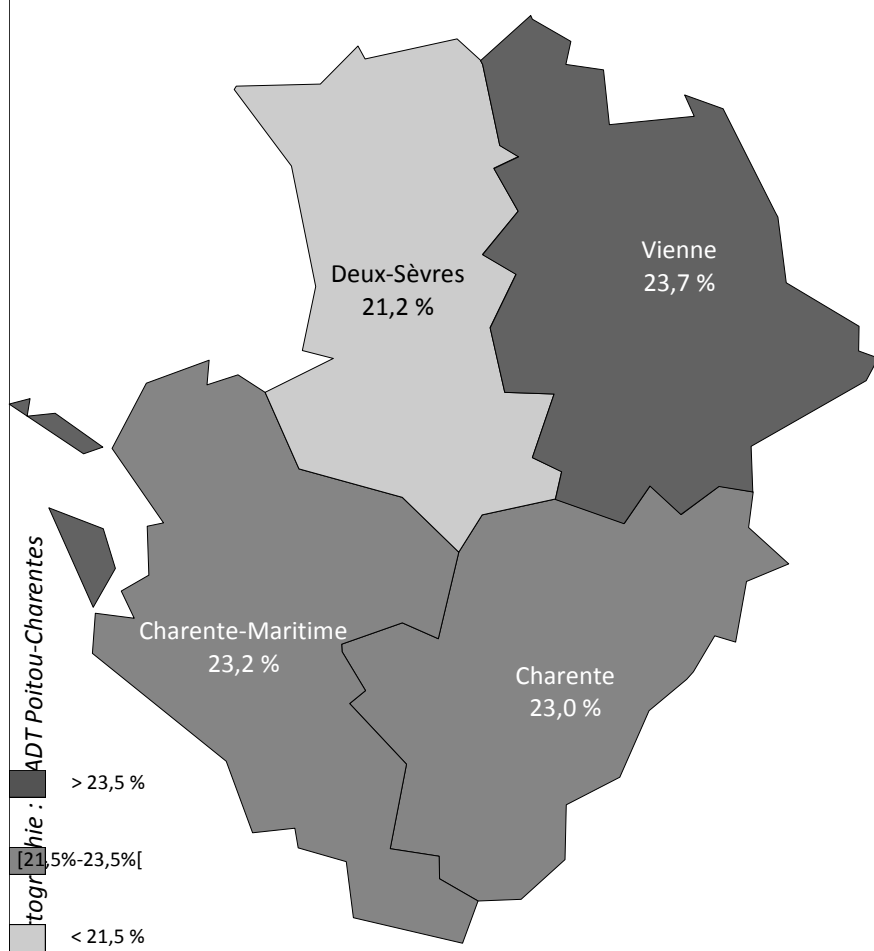 Vienne
23,7 %
Deux-Sèvres
21,2 %
Charente-Maritime
23,2 %
Charente
23,0 %
ADT Poitou-Charentes
> 23,5 %
[21,5%-23,5%[
< 21,5 %